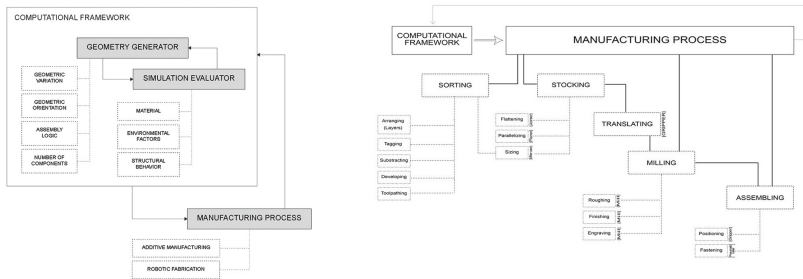 COMPUTATIONAL FRAMEWORK
GEOMETRY GENERATOR
SIMULATION EVALUATOR
GEOMETRIC
VARIATION
GEOMETRIC
ORIENTATION
ASSEMBLY
LOGIC
NUMBER OF
COMPONENTS
MATERIAL
ENVIRONMENTAL
FACTORS
STRUCTURAL
BEHAVIOR
MANUFACTURING PROCESS
ADDITIVE MANUFACTURING
ROBOTIC FABRICATION
COMPUTATIONAL
FRAMEWORK
MANUFACTURING PROCESS
SORTING
STOCKING
TRANSLATING
MILLING
ASSEMBLING
Arranging
(Layers)
Tagging
Substracting
Developing
Toolpathing
Flattening
Parallelizing
Sizing
Roughing
Finishing
Engraving
Positioning
Fastening